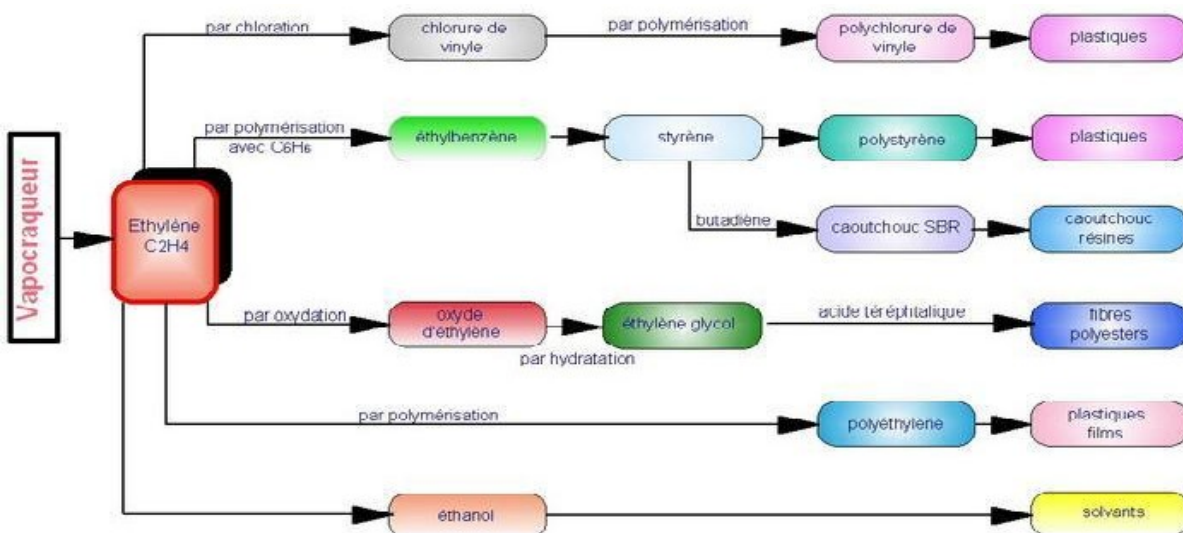 par chloration
chlorure de
vinyle
par polymérisation
polychlorure de
vinyle
plastiques
par polymérisation
avec C6H6
éthylbenzène
styrène
polystyrène
plastiques
butadiène
caoutchouc SBR
caoutchouc
résines
Vapocraqueur
Ethylène
C2H4
par oxydation
oxyde
d'éthylène
par hydratation
éthylène glycol
acide téréphtalique
fibres
polyesters
par polymérisation
polyéthylène
plastiques
films
éthanol
solvants